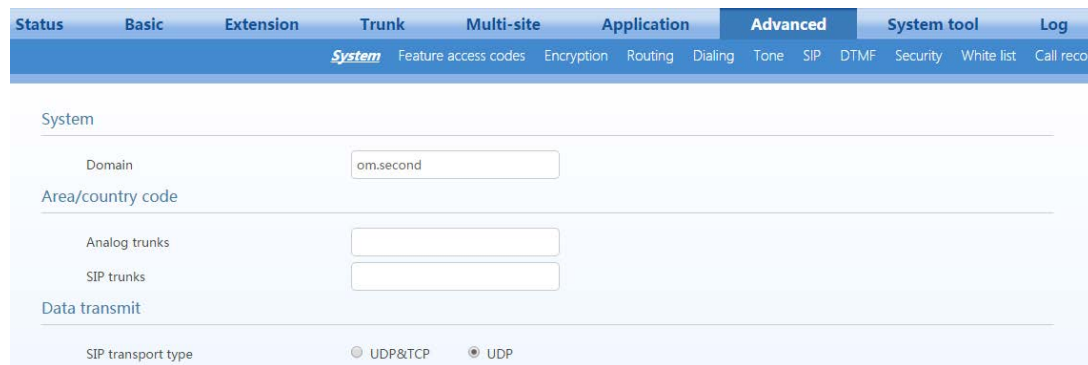 Status Basic Extension Trunk Multi-site Application Advanced System tool Log
System Feature access codes Encryption Routing Dialing Tone SIP DTMF Security White list Call reco
System
Domain om.second
Area/country code
Analog trunks
SIP trunks
Data transmit
SIP transport type UDP&TCP UDP